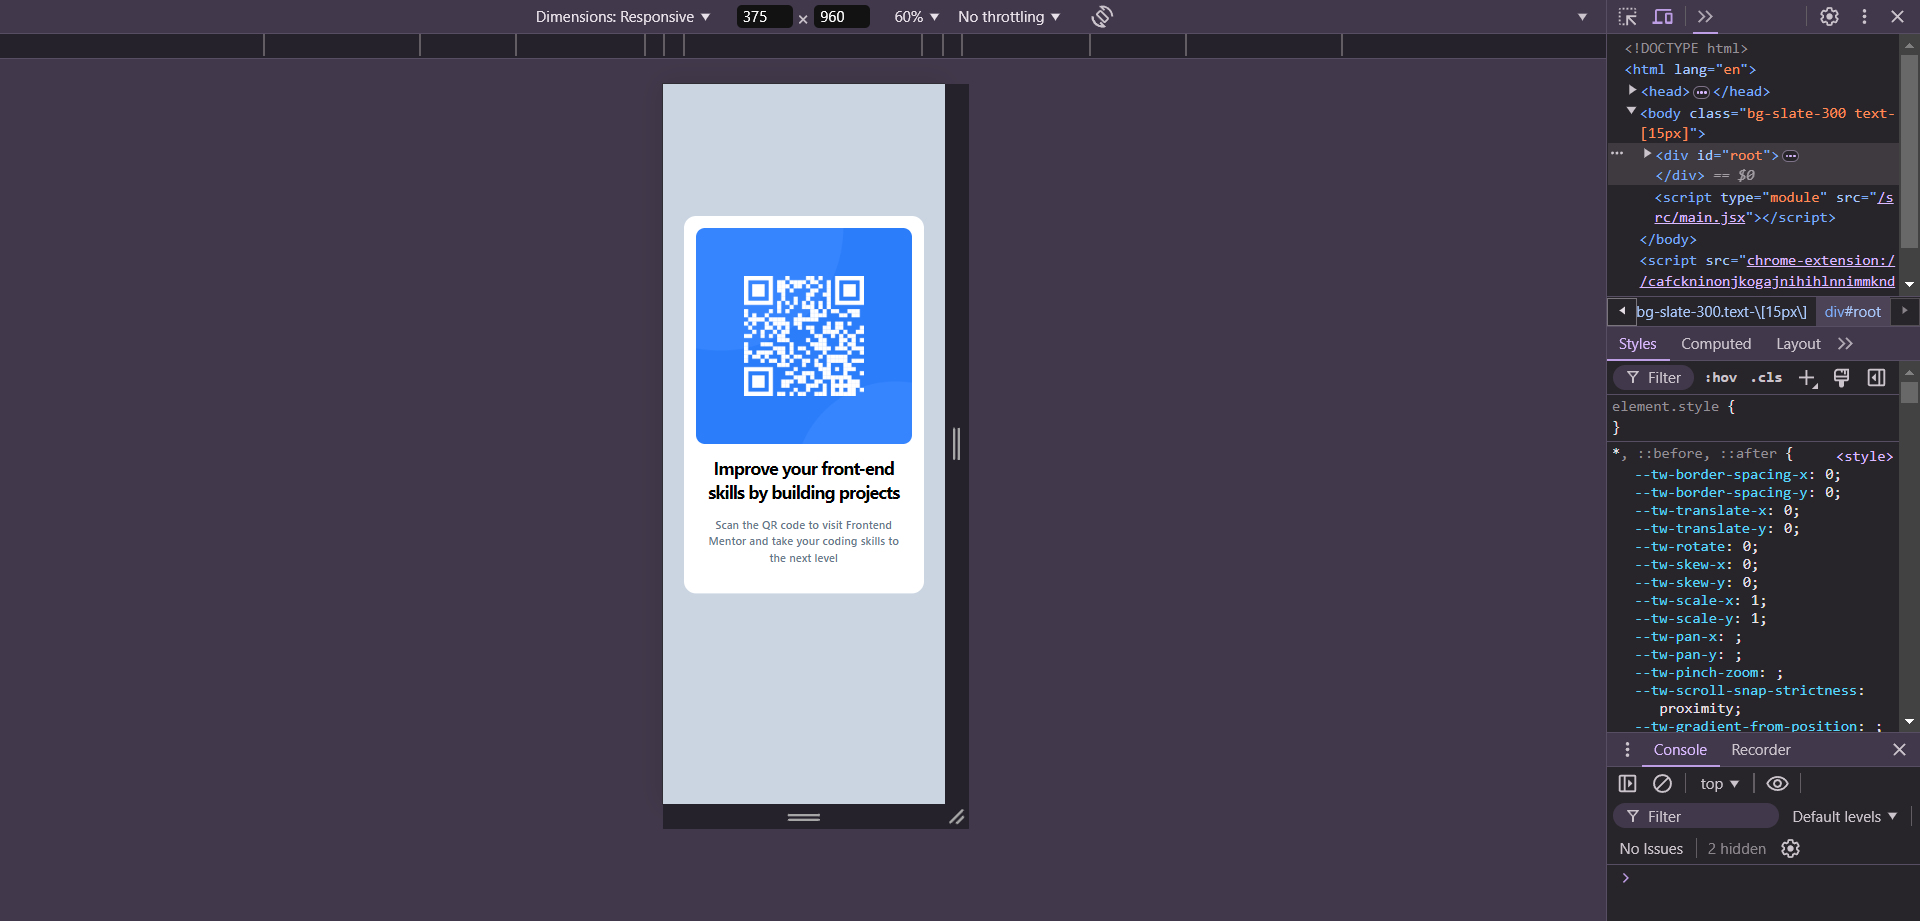 Dimensions: Responsive ▼ 375 × 960 60% ▼ No throttling ▼
<!DOCTYPE html>
<html lang="en">
<head>…</head>
<body class="bg-slate-300 text-
[15px]">
<div id="root">…
</div> == $0
<script type="module" src="/s
rc/main.jsx"></script>
</body>
<script src="chrome-extension:/
/cafckninonjkogajnihihlnnimmknd
bg-slate-300.text-\[15px\] div#root
Styles Computed Layout
Filter :hov .cls
element.style {
}
*, ::before, ::after { <style>
--tw-border-spacing-x: 0;
--tw-border-spacing-y: 0;
--tw-translate-x: 0;
--tw-translate-y: 0;
--tw-rotate: 0;
--tw-skew-x: 0;
--tw-skew-y: 0;
--tw-scale-x: 1;
--tw-scale-y: 1;
--tw-pan-x: ;
--tw-pan-y: ;
--tw-pinch-zoom: ;
--tw-scroll-snap-strictness:
proximity;
--tw-gradient-from-position: ;
Console Recorder
top ▼
Filter Default levels ▼
No Issues 2 hidden
>
Improve your front-end
skills by building projects
Scan the QR code to visit Frontend
Mentor and take your coding skills to
the next level